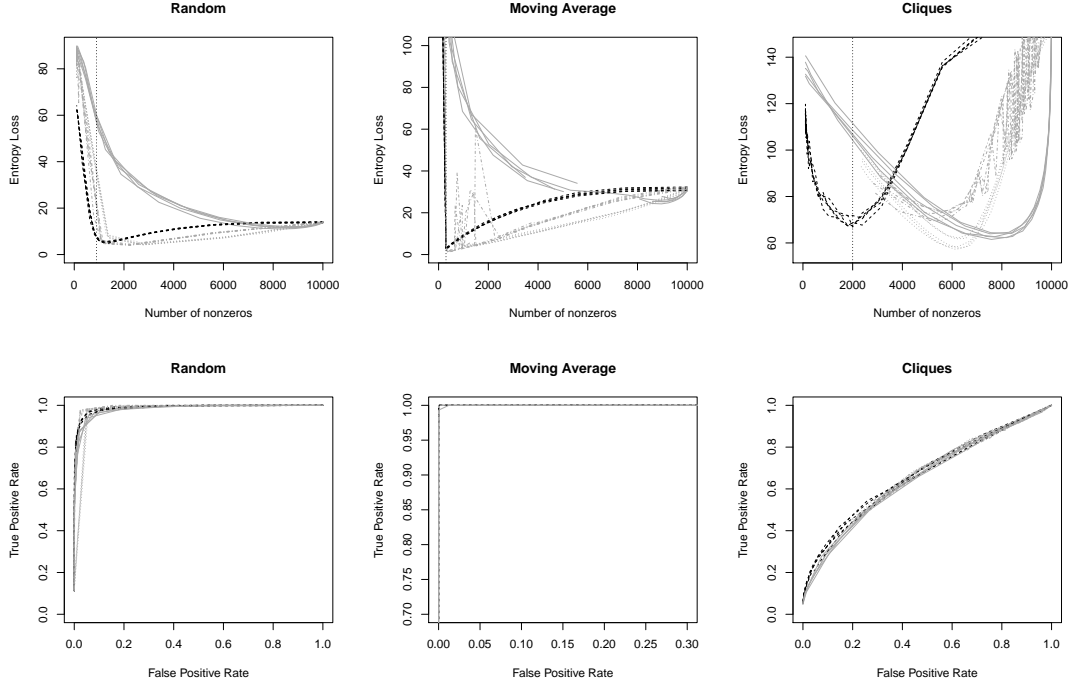 Random
Entropy Loss
0 20 40 60 80
0 2000 4000 6000 8000 10000
Number of nonzeros
Moving Average
Entropy Loss
0 20 40 60 80 100
0 2000 4000 6000 8000 10000
Number of nonzeros
Cliques
Entropy Loss
60 80 100 120 140
0 2000 4000 6000 8000 10000
Number of nonzeros
Random
True Positive Rate
0.0 0.2 0.4 0.6 0.8 1.0
0.0 0.2 0.4 0.6 0.8 1.0
False Positive Rate
Moving Average
True Positive Rate
0.70 0.75 0.80 0.85 0.90 0.95 1.00
0.00 0.05 0.10 0.15 0.20 0.25 0.30
False Positive Rate
Cliques
True Positive Rate
0.0 0.2 0.4 0.6 0.8 1.0
0.0 0.2 0.4 0.6 0.8 1.0
False Positive Rate